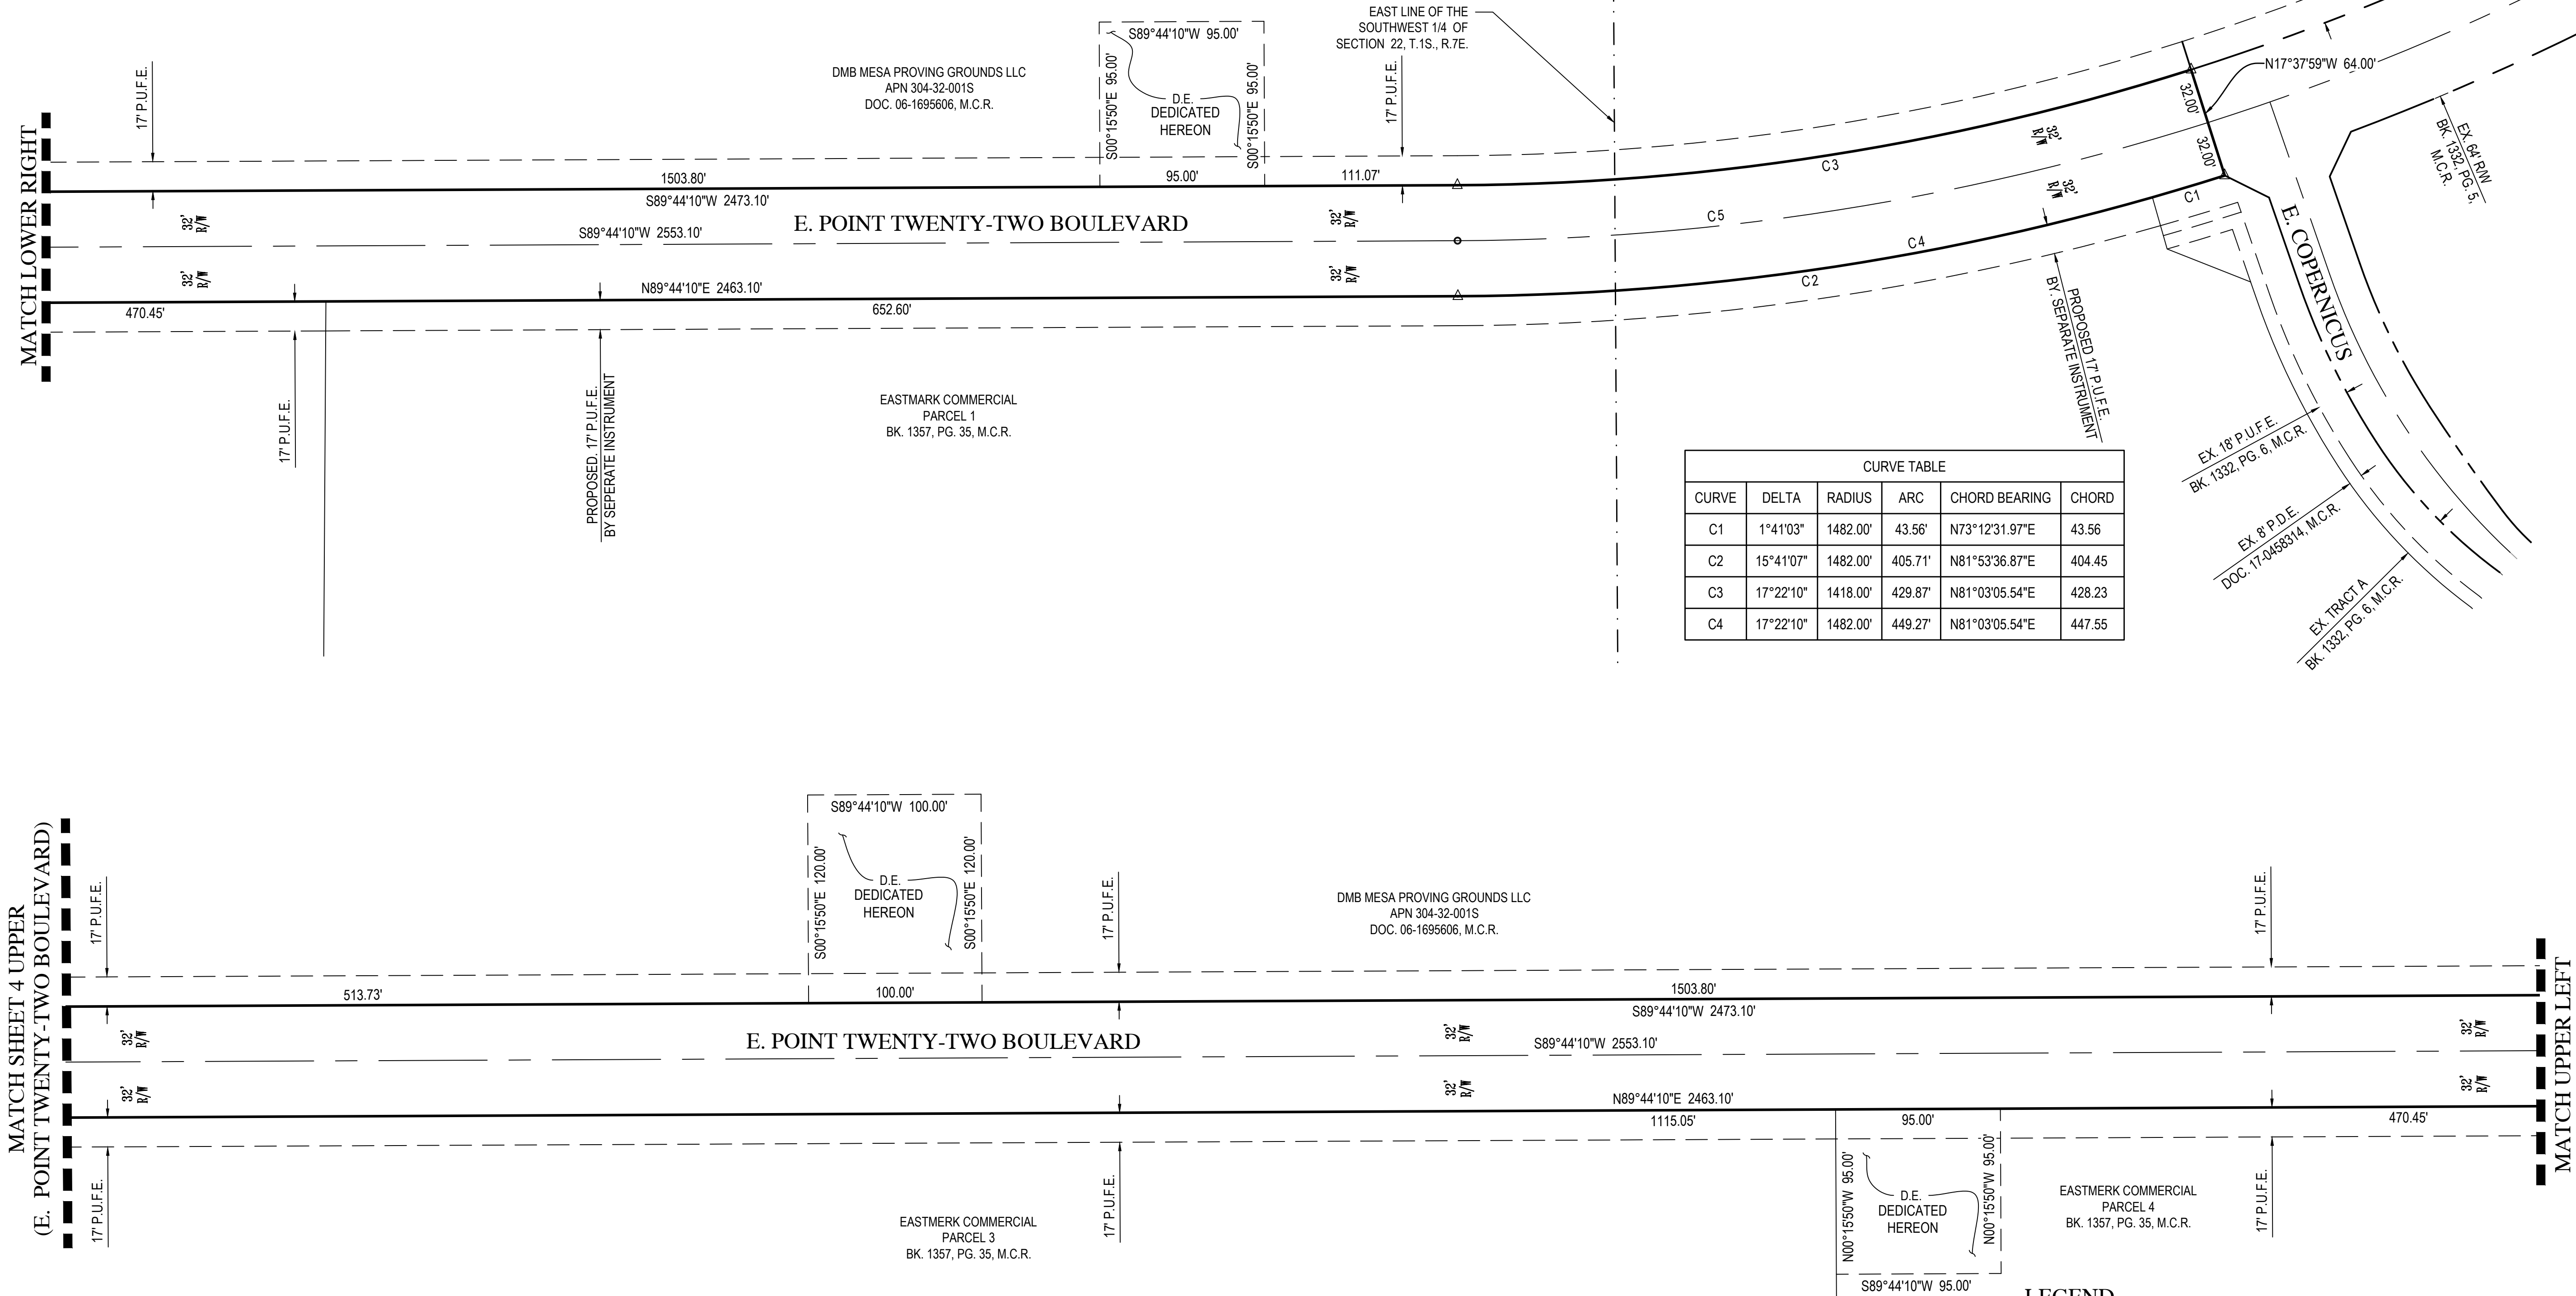 EAST LINE OF THE
SOUTHWEST 1/4 OF
SECTION 22, T.1S., R.7E.
S89°44'10"W 95.00'
S00°15'50"E 95.00'
S00°15'50"E 95.00'
D.E.
DEDICATED
HEREON
DMB MESA PROVING GROUNDS LLC
APN 304-32-001S
DOC. 06-1695606, M.C.R.
17' P.U.F.E.
17' P.U.F.E.
N17°37'59"W 64.00'
32.00'
32.00'
EX. 64' R/W
BK. 1332, PG. 5,
M.C.R.
MATCH LOWER RIGHT
1503.80'
95.00'
111.07'
S89°44'10"W 2473.10'
E. POINT TWENTY-TWO BOULEVARD
S89°44'10"W 2553.10'
32'
R/W
32'
R/W
32'
R/W
32'
R/W
32'
R/W
32'
R/W
C3
C5
C4
C2
C1
N89°44'10"E 2463.10'
470.45'
652.60'
E. COPERNICUS
17' P.U.F.E.
PROPOSED. 17' P.U.F.E.
BY SEPERATE INSTRUMENT
EASTMARK COMMERCIAL
PARCEL 1
BK. 1357, PG. 35, M.C.R.
PROPOSED 17' P.U.F.E.
BY. SEPARATE INSTRUMENT
EX. 18' P.U.F.E.
BK. 1332, PG. 6, M.C.R.
EX. 8' P.D.E.
DOC. 17-0458314, M.C.R.
EX. TRACT A
BK. 1332, PG. 6, M.C.R.
CURVE TABLE
CURVE DELTA RADIUS ARC CHORD BEARING CHORD
C1 1°41'03" 1482.00' 43.56' N73°12'31.97"E 43.56
C2 15°41'07" 1482.00' 405.71' N81°53'36.87"E 404.45
C3 17°22'10" 1418.00' 429.87' N81°03'05.54"E 428.23
C4 17°22'10" 1482.00' 449.27' N81°03'05.54"E 447.55
MATCH SHEET 4 UPPER
(E. POINT TWENTY-TWO BOULEVARD)
S89°44'10"W 100.00'
S00°15'50"E 120.00'
S00°15'50"E 120.00'
D.E.
DEDICATED
HEREON
17' P.U.F.E.
17' P.U.F.E.
DMB MESA PROVING GROUNDS LLC
APN 304-32-001S
DOC. 06-1695606, M.C.R.
17' P.U.F.E.
513.73'
100.00'
1503.80'
S89°44'10"W 2473.10'
E. POINT TWENTY-TWO BOULEVARD
S89°44'10"W 2553.10'
32'
R/W
32'
R/W
32'
R/W
32'
R/W
32'
R/W
32'
R/W
N89°44'10"E 2463.10'
1115.05'
95.00'
470.45'
MATCH UPPER LEFT
17' P.U.F.E.
17' P.U.F.E.
17' P.U.F.E.
EASTMERK COMMERCIAL
PARCEL 3
BK. 1357, PG. 35, M.C.R.
N00°15'50"W 95.00'
N00°15'50"W 95.00'
D.E.
DEDICATED
HEREON
S89°44'10"W 95.00'
EASTMERK COMMERCIAL
PARCEL 4
BK. 1357, PG. 35, M.C.R.
LEGEND